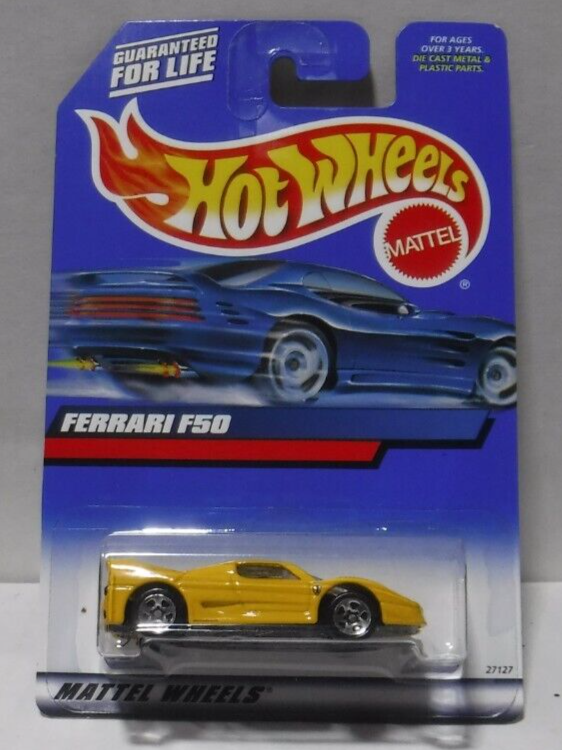 GUARANTEED
FOR LIFE
FOR AGES
OVER 3 YEARS.
DIE CAST METAL &
PLASTIC PARTS.
HOT WHEELS
MATTEL
®
FERRARI F50
27127
MATTEL WHEELS®